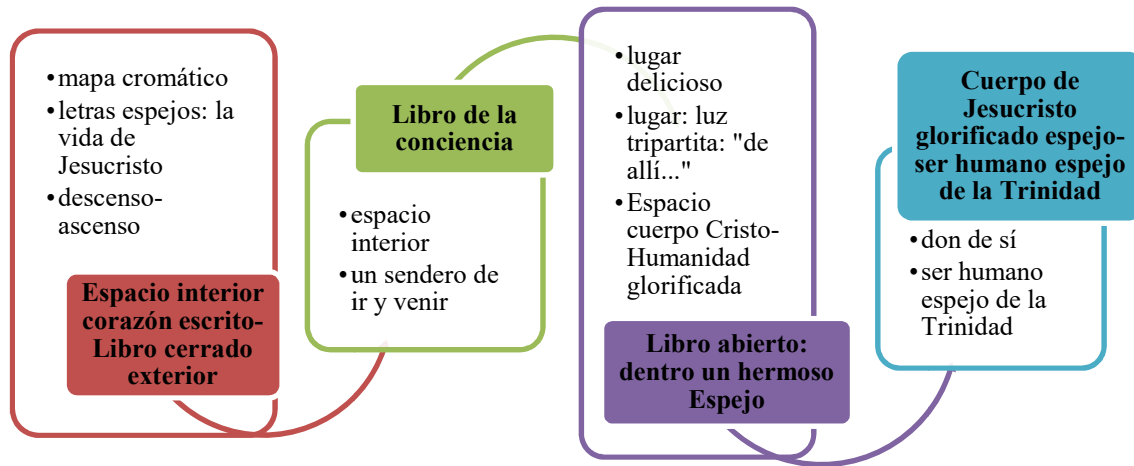 •mapa cromático
•letras espejos: la
vida de
Jesucristo
•descenso-
ascenso
Espacio interior
corazón escrito-
Libro cerrado
exterior
Libro de la
conciencia
•espacio
interior
•un sendero de
ir y venir
•lugar
delicioso
•lugar: luz
tripartita: "de
allí..."
•Espacio
cuerpo Cristo-
Humanidad
glorificada
Libro abierto:
dentro un hermoso
Espejo
Cuerpo de
Jesucristo
glorificado espejo-
ser humano espejo
de la Trinidad
•don de sí
•ser humano
espejo de la
Trinidad